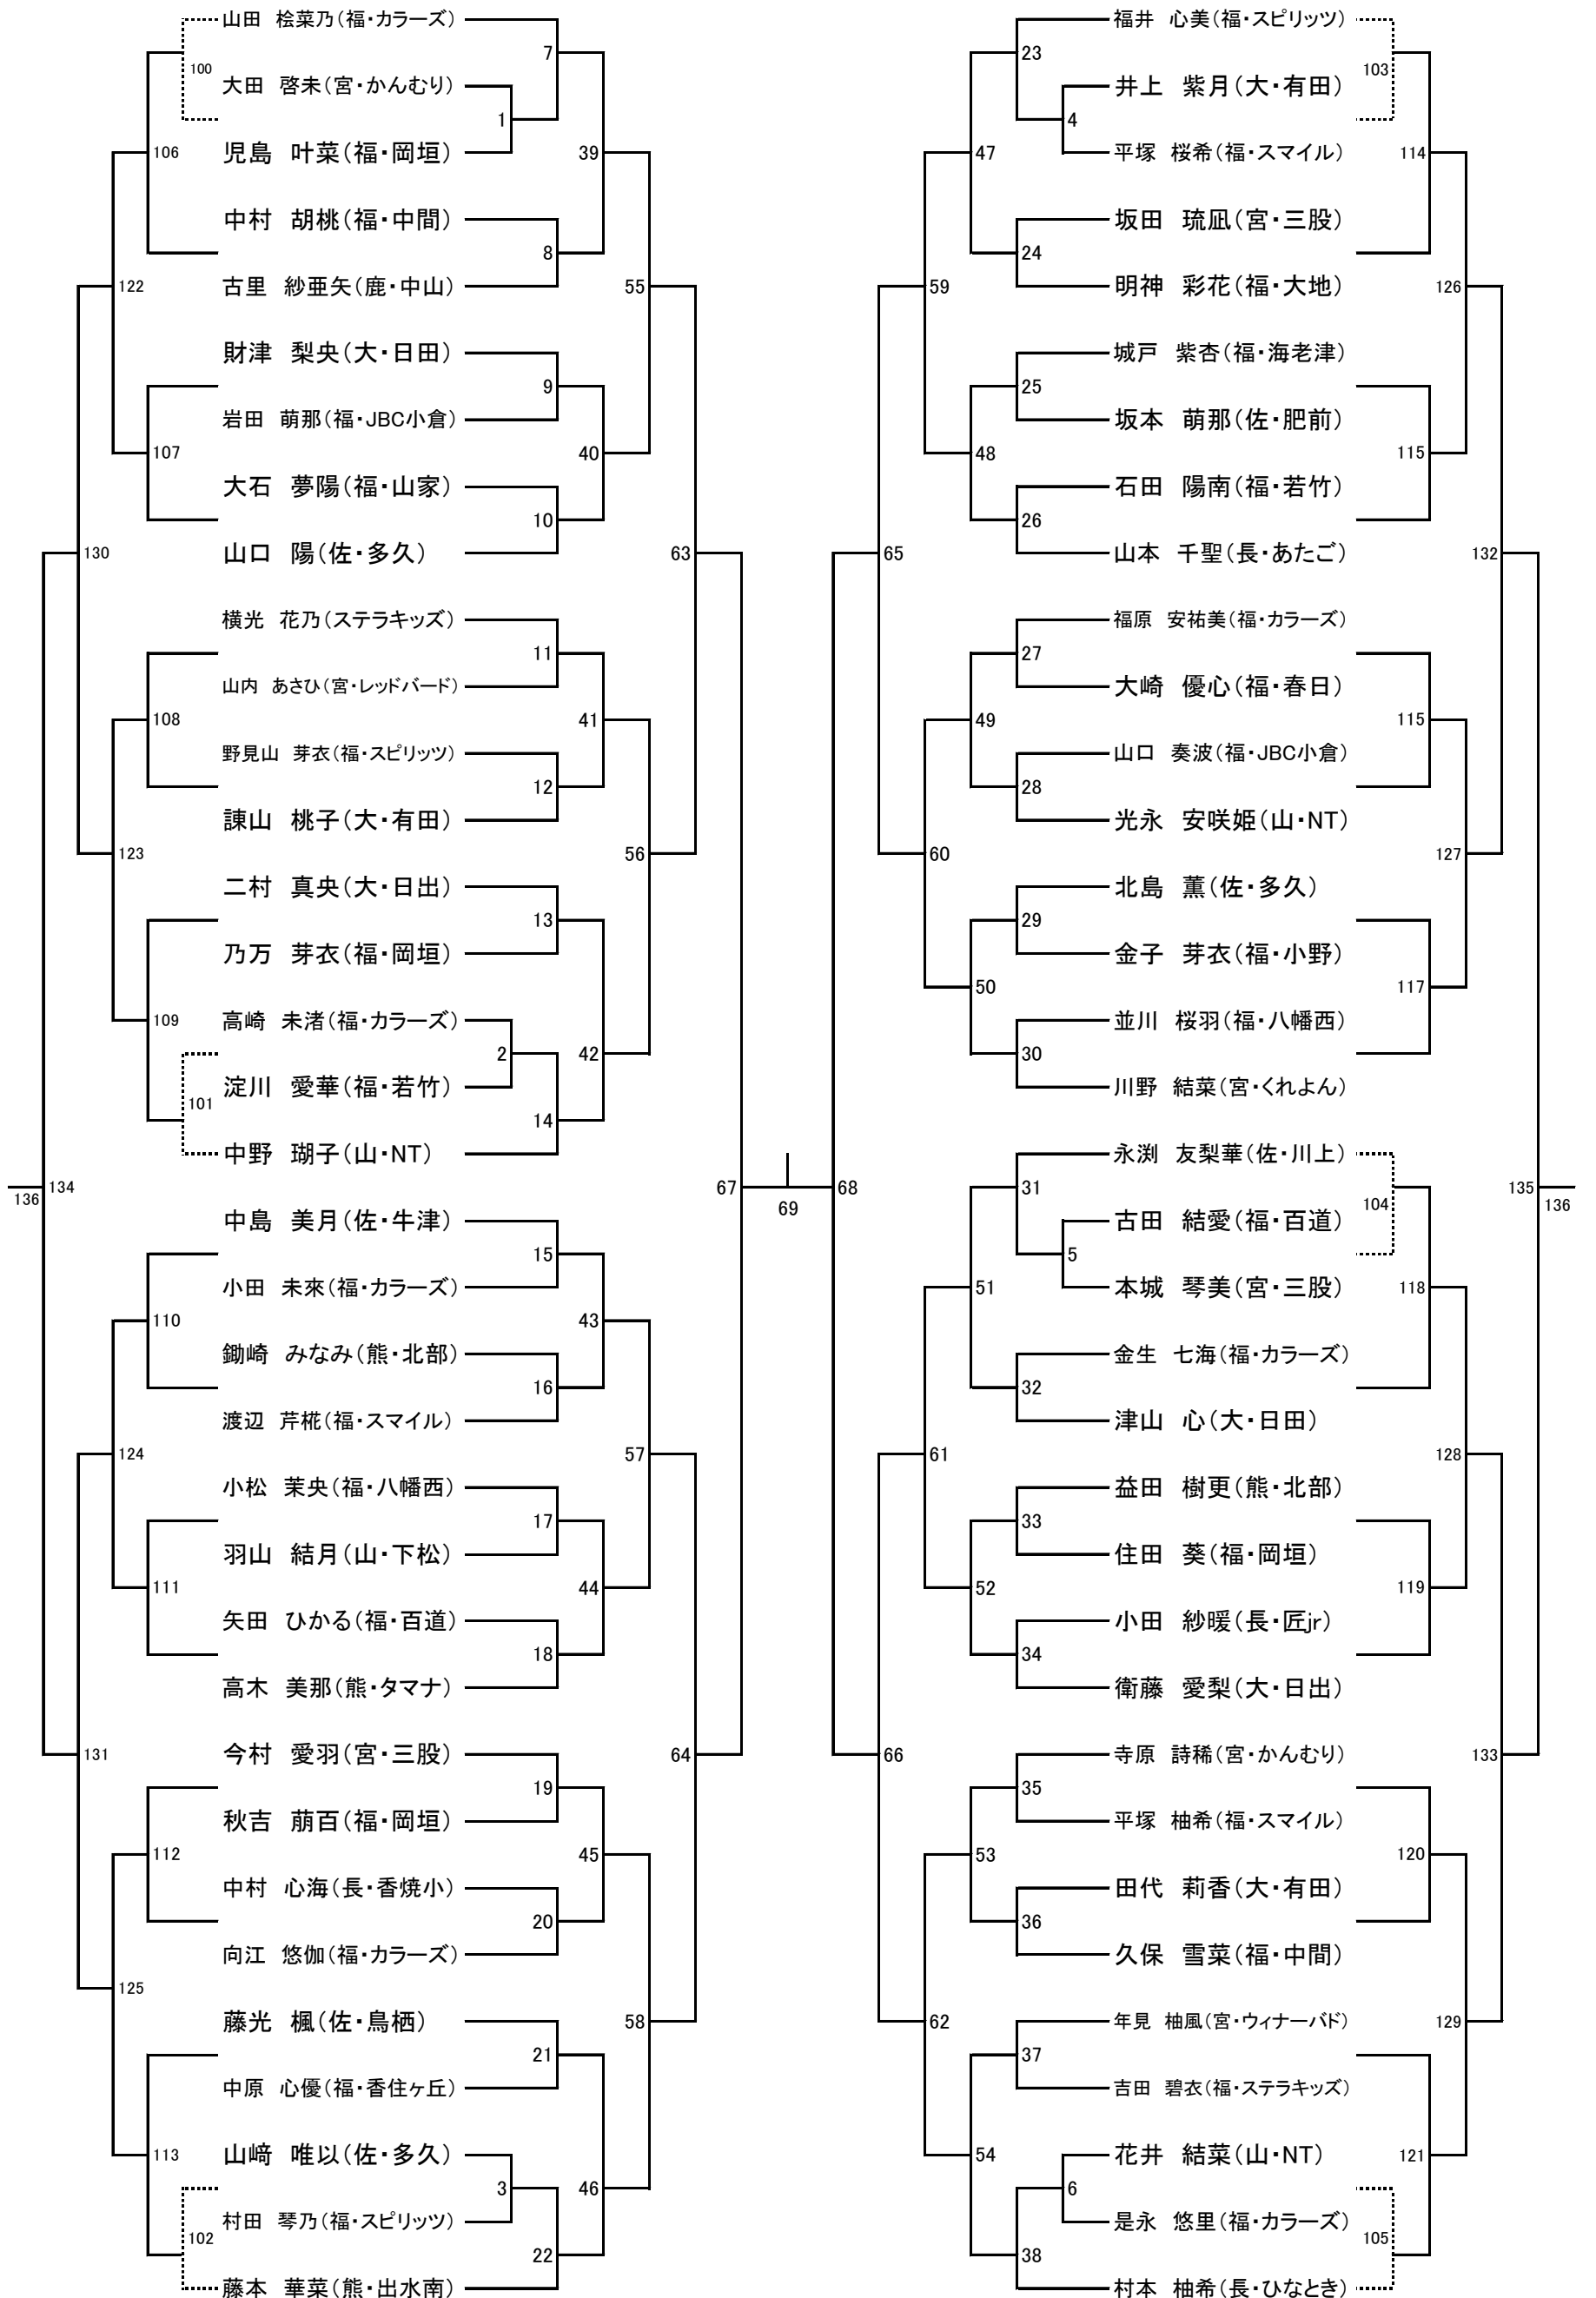 山田 桧菜乃(福・カラーズ)
7
100
大田 啓未(宮・かんむり)
1
106
児島 叶菜(福・岡垣)
39
中村 胡桃(福・中間)
8
122
古里 紗亜矢(鹿・中山)
55
財津 梨央(大・日田)
9
岩田 萌那(福・JBC小倉)
107
40
大石 夢陽(福・山家)
10
130
山口 陽(佐・多久)
63
横光 花乃(ステラキッズ)
11
山内 あさひ(宮・レッドバード)
108
41
野見山 芽衣(福・スピリッツ)
12
諌山 桃子(大・有田)
123
56
二村 真央(大・日出)
13
乃万 芽衣(福・岡垣)
109
高崎 未渚(福・カラーズ)
2
42
101
淀川 愛華(福・若竹)
14
中野 瑚子(山・NT)
136
134
67
69
中島 美月(佐・牛津)
15
小田 未來(福・カラーズ)
110
43
鋤崎 みなみ(熊・北部)
16
渡辺 芹椛(福・スマイル)
124
57
小松 茉央(福・八幡西)
17
羽山 結月(山・下松)
111
44
矢田 ひかる(福・百道)
18
高木 美那(熊・タマナ)
131
今村 愛羽(宮・三股)
64
19
秋吉 萠百(福・岡垣)
112
45
中村 心海(長・香焼小)
20
向江 悠伽(福・カラーズ)
125
藤光 楓(佐・鳥栖)
58
21
中原 心優(福・香住ヶ丘)
113
山﨑 唯以(佐・多久)
3
46
村田 琴乃(福・スピリッツ)
102
22
藤本 華菜(熊・出水南)
福井 心美(福・スピリッツ)
23
103
井上 紫月(大・有田)
4
47
平塚 桜希(福・スマイル)
114
坂田 琉凪(宮・三股)
24
59
明神 彩花(福・大地)
126
城戸 紫杏(福・海老津)
25
坂本 萌那(佐・肥前)
48
115
石田 陽南(福・若竹)
26
65
山本 千聖(長・あたご)
132
福原 安祐美(福・カラーズ)
27
大崎 優心(福・春日)
49
115
山口 奏波(福・JBC小倉)
28
光永 安咲姫(山・NT)
60
127
北島 薫(佐・多久)
29
金子 芽衣(福・小野)
50
117
並川 桜羽(福・八幡西)
30
川野 結菜(宮・くれよん)
永渕 友梨華(佐・川上)
68
31
104
135
136
古田 結愛(福・百道)
5
51
本城 琴美(宮・三股)
118
金生 七海(福・カラーズ)
32
津山 心(大・日田)
61
128
益田 樹更(熊・北部)
33
住田 葵(福・岡垣)
52
119
小田 紗暖(長・匠jr)
34
衛藤 愛梨(大・日出)
66
寺原 詩稀(宮・かんむり)
133
35
平塚 柚希(福・スマイル)
53
120
田代 莉香(大・有田)
36
久保 雪菜(福・中間)
62
年見 柚風(宮・ウィナーバド)
129
37
吉田 碧衣(福・ステラキッズ)
54
花井 結菜(山・NT)
121
6
是永 悠里(福・カラーズ)
38
105
村本 柚希(長・ひなとき)